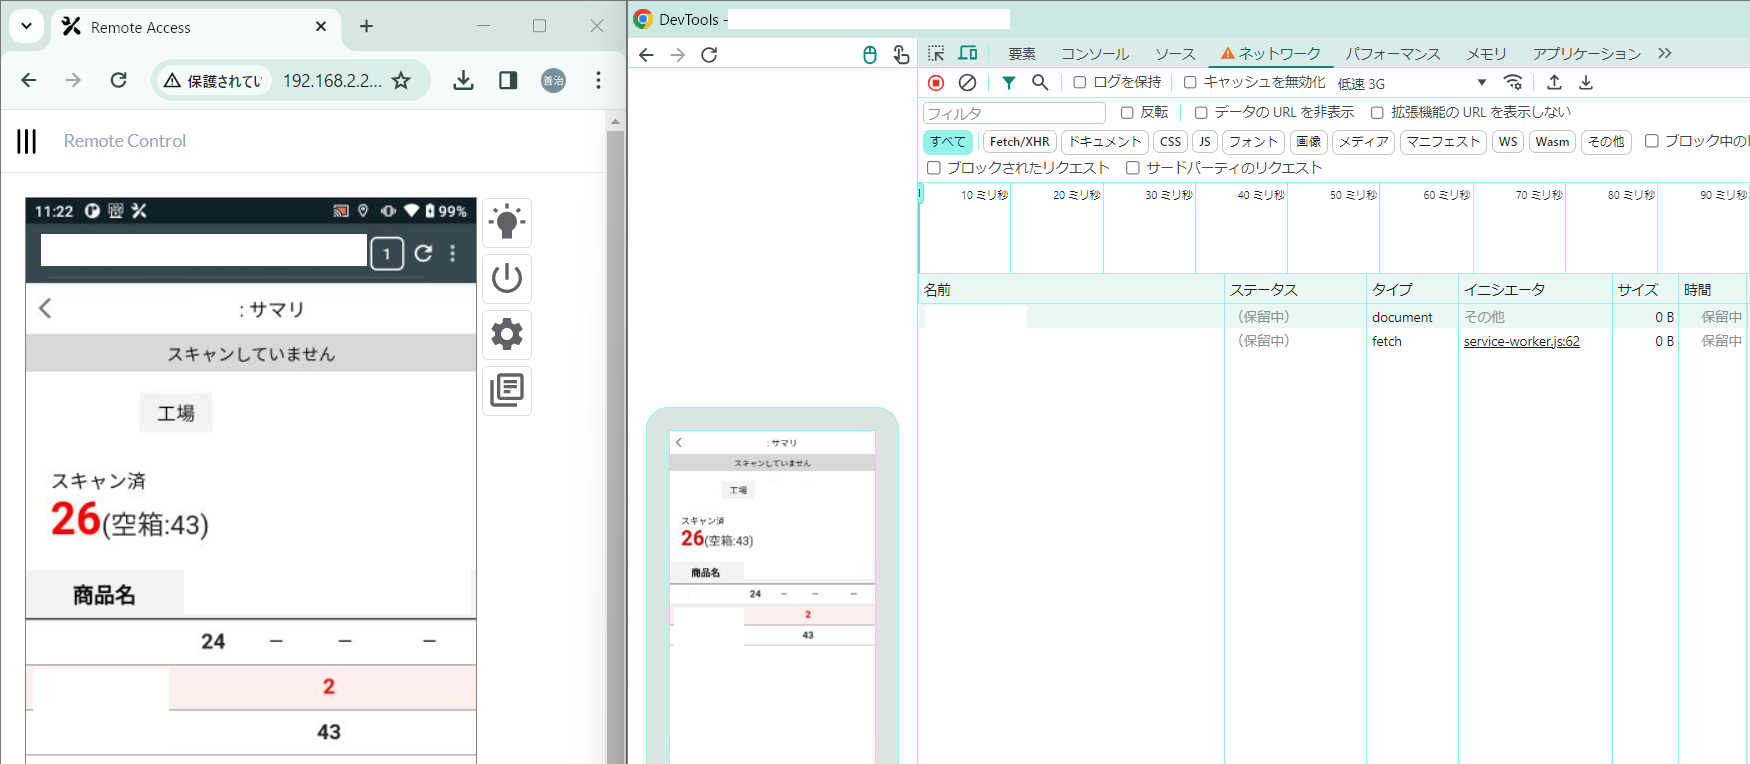 Remote Access
保護されてい 192.168.2.2... 善治
Remote Control
11:22 99%
1
: サマリ
スキャンしていません
工場
スキャン済
26(空箱:43)
商品名
24 － － －
2
43
DevTools -
要素 コンソール ソース ネットワーク パフォーマンス メモリ アプリケーション
ログを保持 キャッシュを無効化 低速 3G
フィルタ 反転 データの URL を非表示 拡張機能の URL を表示しない
すべて Fetch/XHR ドキュメント CSS JS フォント 画像 メディア マニフェスト WS Wasm その他 ブロック中の
ブロックされたリクエスト サードパーティのリクエスト
10 ミリ秒 20 ミリ秒 30 ミリ秒 40 ミリ秒 50 ミリ秒 60 ミリ秒 70 ミリ秒 80 ミリ秒 90 ミリ秒
名前 ステータス タイプ イニシエータ サイズ 時間
（保留中） document その他 0 B 保留中
（保留中） fetch service-worker.js:62 0 B 保留中
: サマリ
スキャンしていません
工場
スキャン済
26(空箱:43)
商品名
24 － － －
2
43